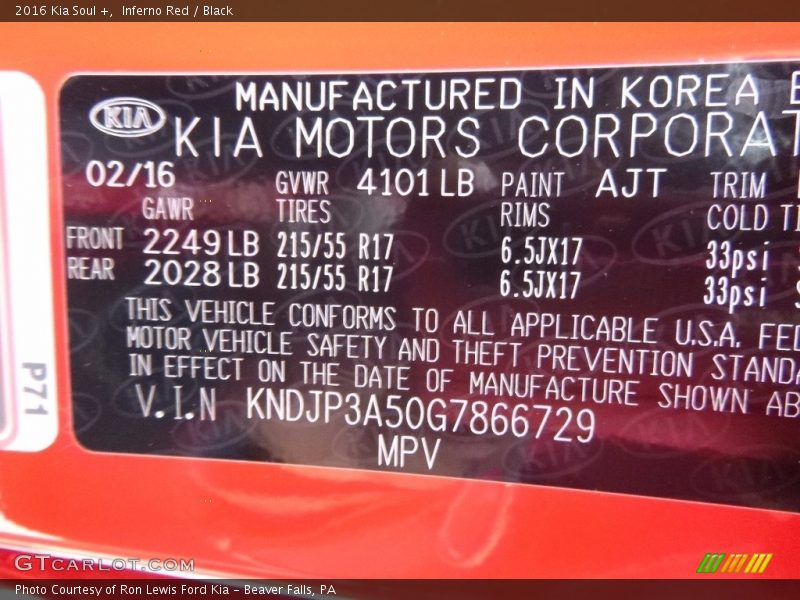 2016 Kia Soul +, Inferno Red / Black
MANUFACTURED IN KOREA
KIA KIA MOTORS CORPORAT
02/16 GVWR 4101 LB PAINT AJT TRIM
GAWR TIRES RIMS COLD TI
FRONT 2249 LB 215/55 R17 6.5JX17 33psi
REAR 2028 LB 215/55 R17 6.5JX17 33psi
THIS VEHICLE CONFORMS TO ALL APPLICABLE U.S.A. FED
MOTOR VEHICLE SAFETY AND THEFT PREVENTION STANDA
IN EFFECT ON THE DATE OF MANUFACTURE SHOWN AB
V.I.N KNDJP3A50G7866729
MPV
P71
GTCARLOT.COM
Photo Courtesy of Ron Lewis Ford Kia – Beaver Falls, PA